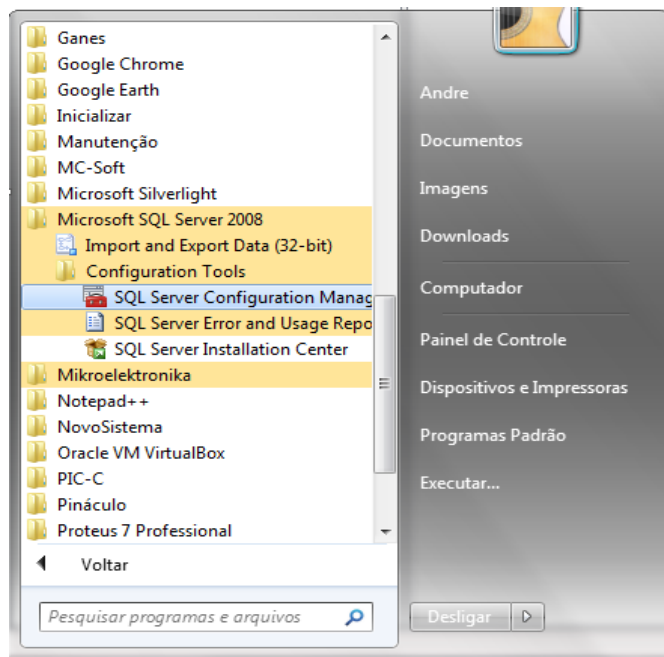 Ganes
Google Chrome
Google Earth
Inicializar
Manutenção
MC-Soft
Microsoft Silverlight
Microsoft SQL Server 2008
Import and Export Data (32-bit)
Configuration Tools
SQL Server Configuration Manag
SQL Server Error and Usage Repo
SQL Server Installation Center
Mikroelektronika
Notepad++
NovoSistema
Oracle VM VirtualBox
PIC-C
Pináculo
Proteus 7 Professional
Voltar
Pesquisar programas e arquivos
Andre
Documentos
Imagens
Downloads
Computador
Painel de Controle
Dispositivos e Impressoras
Programas Padrão
Executar...
Desligar